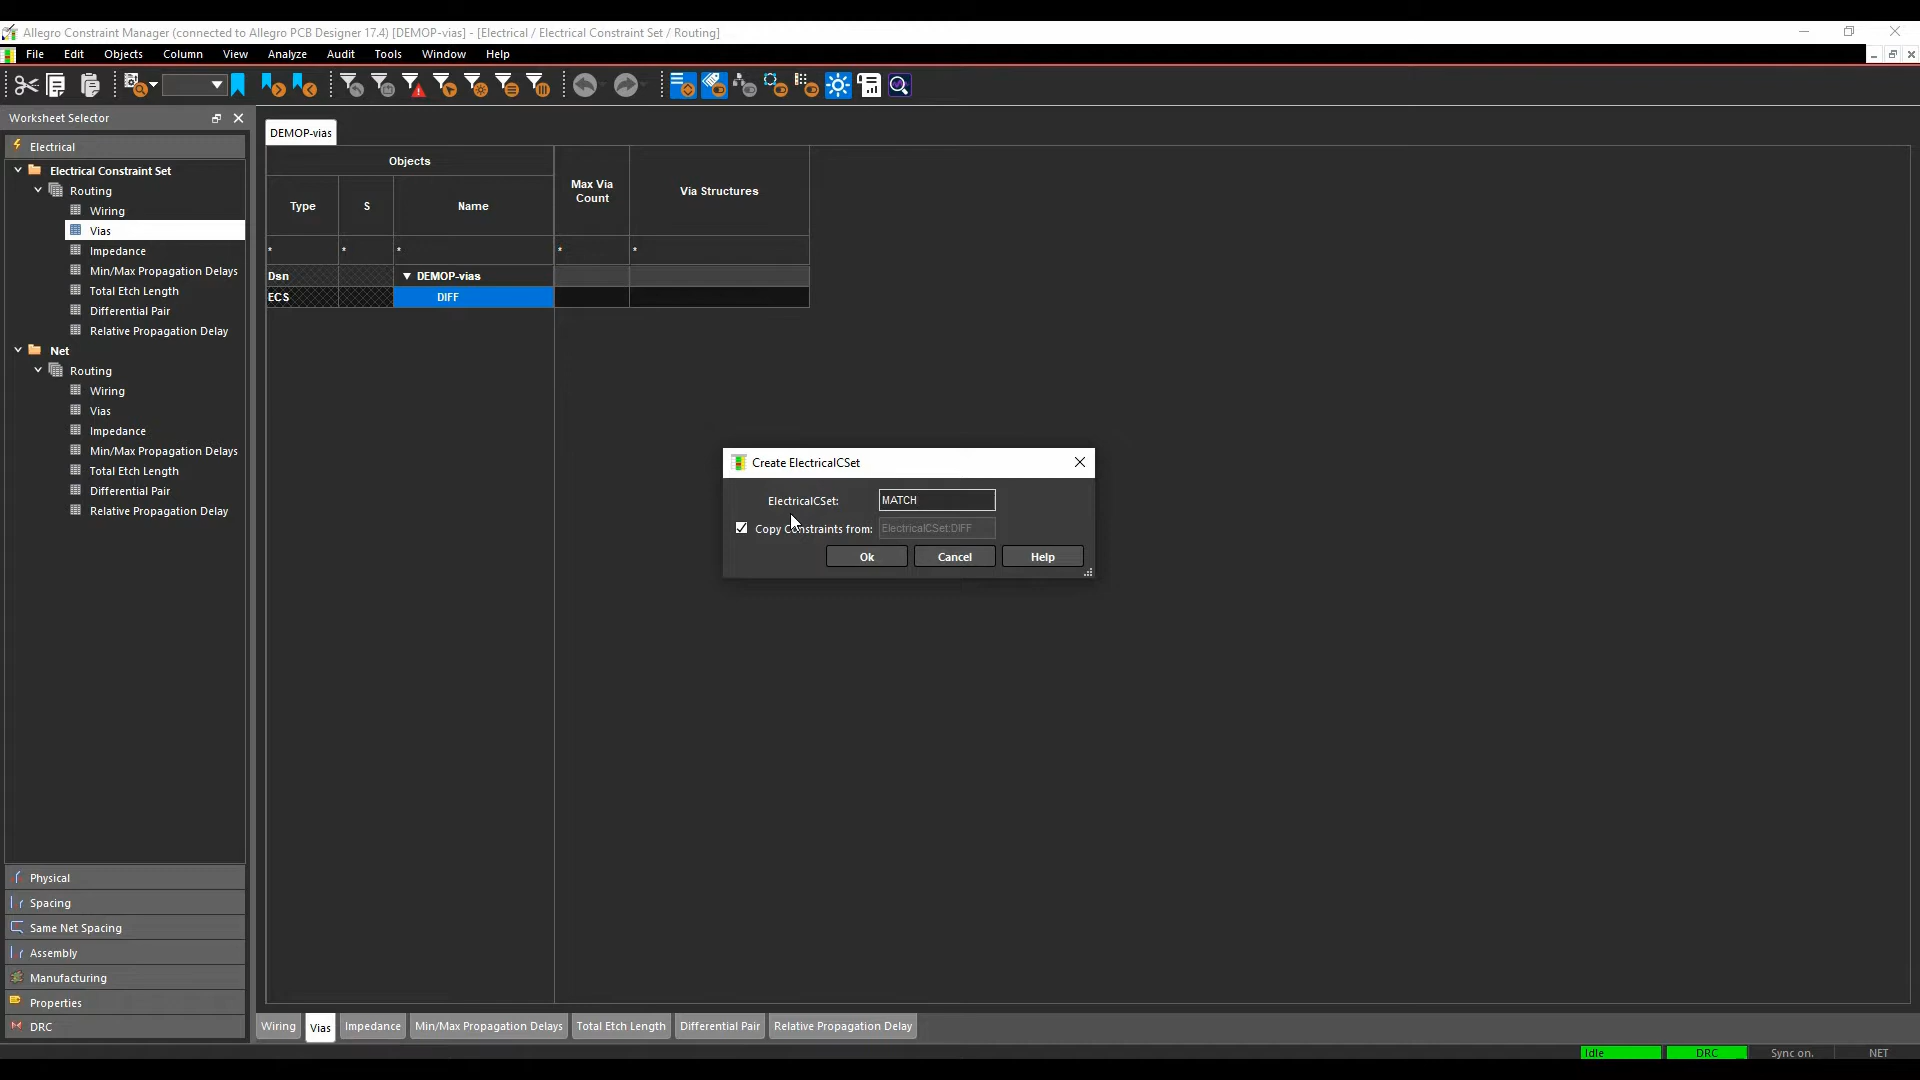 Allegro Constraint Manager (connected to Allegro PCB Designer 17.4) [DEMOP-vias] - [Electrical / Electrical Constraint Set / Routing]
File Edit Objects Column View Analyze Audit Tools Window Help
Worksheet Selector
Electrical
Electrical Constraint Set
Routing
Wiring
Vias
Impedance
Min/Max Propagation Delays
Total Etch Length
Differential Pair
Relative Propagation Delay
Net
Routing
Wiring
Vias
Impedance
Min/Max Propagation Delays
Total Etch Length
Differential Pair
Relative Propagation Delay
Physical
Spacing
Same Net Spacing
Assembly
Manufacturing
Properties
DRC
DEMOP-vias
Objects
Type S Name
Max Via
Count
Via Structures
* * * * *
Dsn DEMOP-vias
ECS DIFF
Create ElectricalCSet
ElectricalCSet: MATCH
Copy Constraints from: ElectricalCSet:DIFF
Ok Cancel Help
Wiring Vias Impedance Min/Max Propagation Delays Total Etch Length Differential Pair Relative Propagation Delay
Idle DRC Sync on. NET